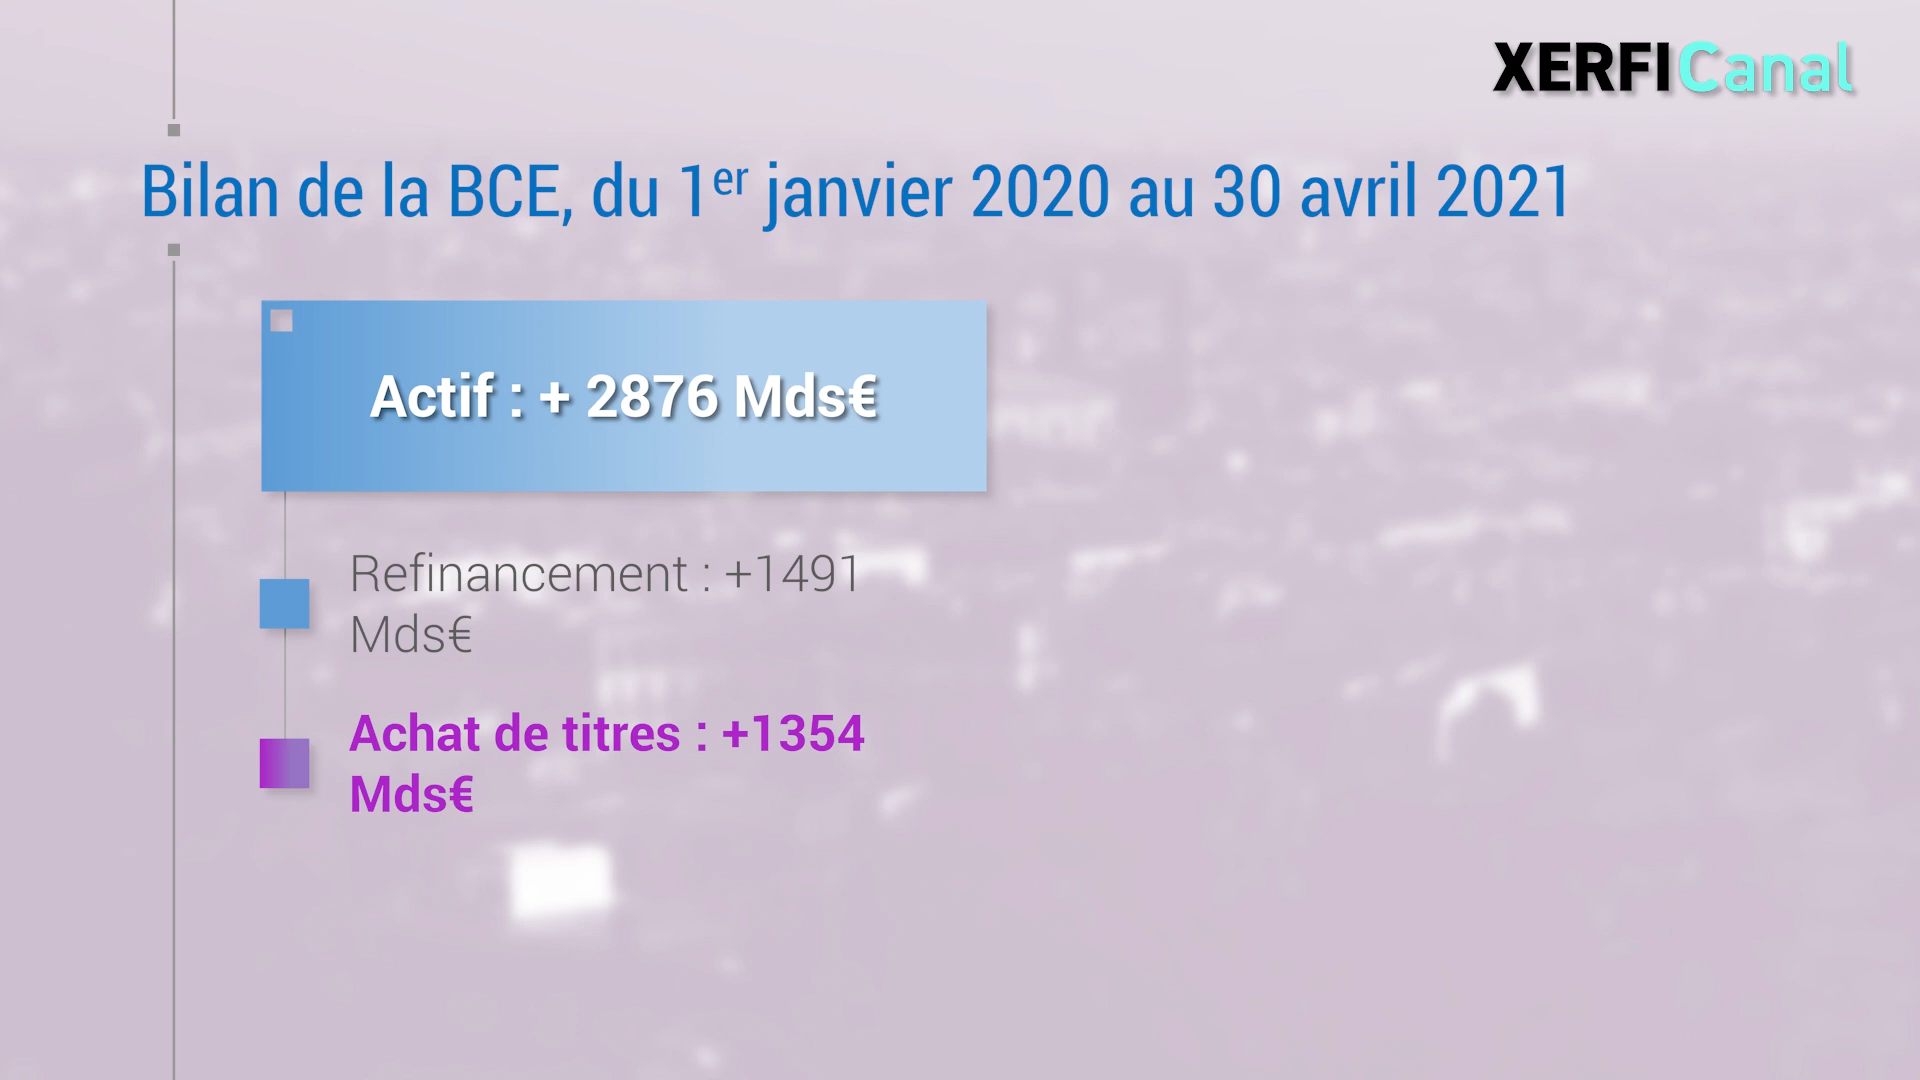 XERFI Canal
Bilan de la BCE, du 1er janvier 2020 au 30 avril 2021
Actif : + 2876 Mds€
Refinancement : +1491
Mds€
Achat de titres : +1354
Mds€